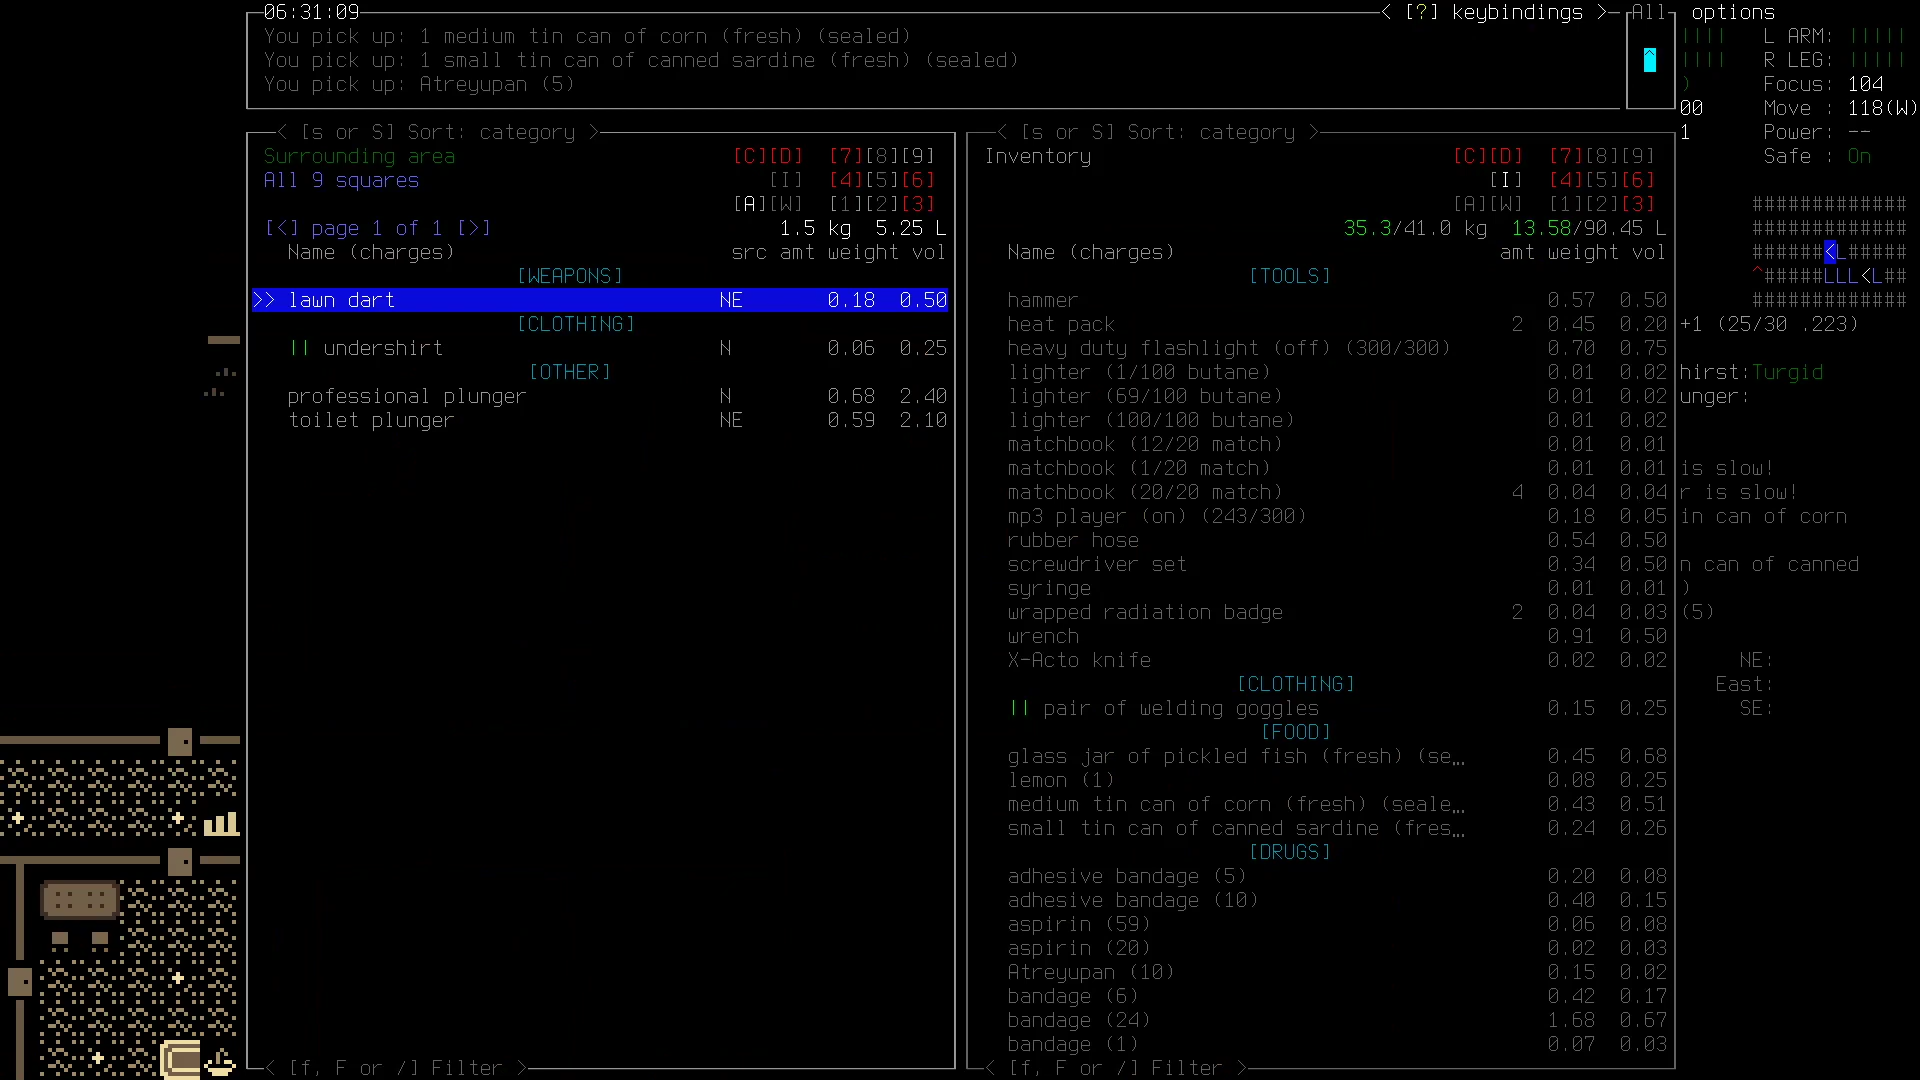 06:31:09 < [?] keybindings > All options
You pick up: 1 medium tin can of corn (fresh) (sealed)
You pick up: 1 small tin can of canned sardine (fresh) (sealed)
You pick up: Atreyupan (5)
< [s or S] Sort: category >
Surrounding area [C][D] [7][8][9]
All 9 squares [I] [4][5][6]
[A][W] [1][2][3]
[<] page 1 of 1 [>] 1.5 kg 5.25 L
Name (charges) src amt weight vol
[WEAPONS]
>> lawn dart NE 0.18 0.50
[CLOTHING]
|| undershirt N 0.06 0.25
[OTHER]
professional plunger N 0.68 2.40
toilet plunger NE 0.59 2.10
< [f, F or /] Filter >
< [s or S] Sort: category >
Inventory [C][D] [7][8][9]
[I] [4][5][6]
[A][W] [1][2][3]
35.3/41.0 kg 13.58/90.45 L
Name (charges) amt weight vol
[TOOLS]
hammer 0.57 0.50
heat pack 2 0.45 0.20
heavy duty flashlight (off) (300/300) 0.70 0.75
lighter (1/100 butane) 0.01 0.02
lighter (69/100 butane) 0.01 0.02
lighter (100/100 butane) 0.01 0.02
matchbook (12/20 match) 0.01 0.01
matchbook (1/20 match) 0.01 0.01
matchbook (20/20 match) 4 0.04 0.04
mp3 player (on) (243/300) 0.18 0.05
rubber hose 0.54 0.50
screwdriver set 0.34 0.50
syringe 0.01 0.01
wrapped radiation badge 2 0.04 0.03
wrench 0.91 0.50
X-Acto knife 0.02 0.02
[CLOTHING]
|| pair of welding goggles 0.15 0.25
[FOOD]
glass jar of pickled fish (fresh) (se… 0.45 0.68
lemon (1) 0.08 0.25
medium tin can of corn (fresh) (seale… 0.43 0.51
small tin can of canned sardine (fres… 0.24 0.26
[DRUGS]
adhesive bandage (5) 0.20 0.08
adhesive bandage (10) 0.40 0.15
aspirin (59) 0.06 0.08
aspirin (20) 0.02 0.03
Atreyupan (10) 0.15 0.02
bandage (6) 0.42 0.17
bandage (24) 1.68 0.67
bandage (1) 0.07 0.03
< [f, F or /] Filter >
|||| L ARM: |||||
|||| R LEG: |||||
) Focus: 104
00 Move : 118(W)
1 Power: --
Safe : On
#############
#############
######<L#####
^#####LLL<L##
#############
+1 (25/30 .223)
hirst:Turgid
unger:
is slow!
r is slow!
in can of corn
n can of canned
)
(5)
NE:
East:
SE: